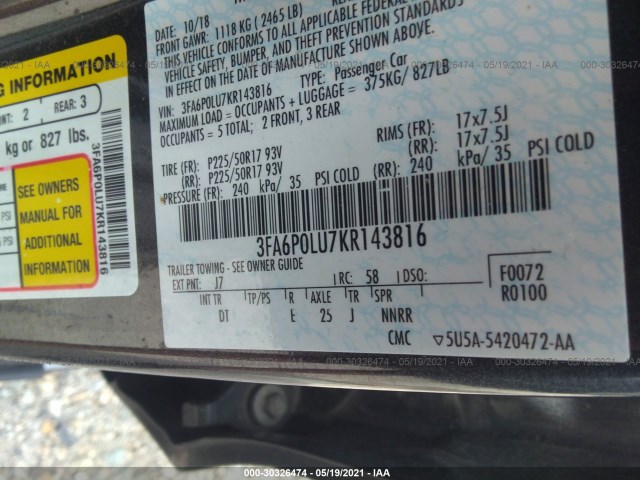 DATE: 10/18
FRONT GAWR: 1118 KG (2465 LB)
THIS VEHICLE CONFORMS TO ALL APPLICABLE FEDERAL
VEHICLE SAFETY, BUMPER, AND THEFT PREVENTION STANDARDS
IN EFFECT ON THE DATE OF MANUFACTURE SHOWN ABOVE.
VIN: 3FA6P0LU7KR143816 TYPE: Passenger Car
MAXIMUM LOAD = OCCUPANTS + LUGGAGE = 375KG/ 827LB
OCCUPANTS = 5 TOTAL; 2 FRONT, 3 REAR
TIRE (FR): P225/50R17 93V RIMS (FR): 17x7.5J
(RR): P225/50R17 93V (RR): 17x7.5J
PRESSURE (FR): 240 kPa/ 35 PSI COLD (RR): 240 kPa/ 35 PSI COLD
3FA6P0LU7KR143816
TRAILER TOWING - SEE OWNER GUIDE
EXT PNT: J7 RC: 58 DSO: F0072
R0100
INT TR TP/PS R AXLE TR SPR
DT E 25 J NNRR
CMC ▽5U5A-5420472-AA
G INFORMATION
FRONT: 2 REAR: 3
kg or 827 lbs.
SEE OWNERS
MANUAL FOR
ADDITIONAL
INFORMATION
PSI
PSI
3FA6P0LU7KR143816
IAA - 30326474 - 05/19/2021 - IAA